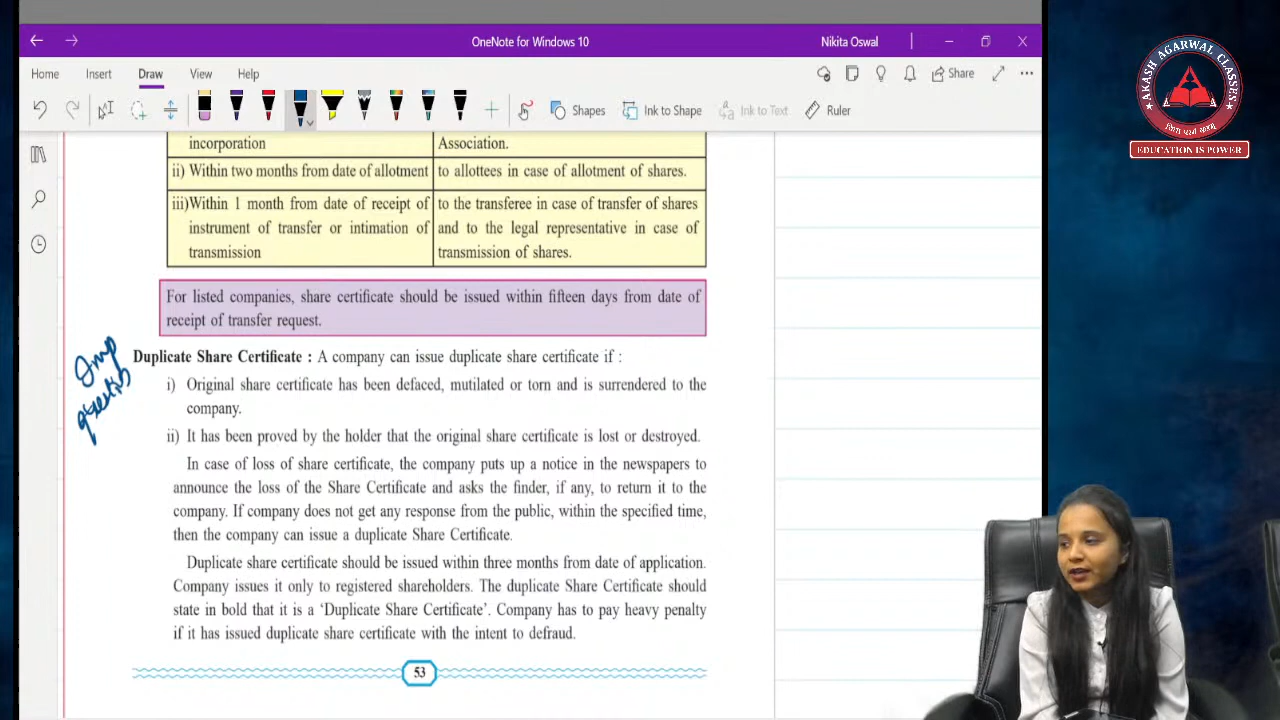 OneNote for Windows 10
Nikita Oswal
Home Insert Draw View Help
Share
Shapes
Ink to Shape
Ink to Text
Ruler
incorporation
Association.
ii) Within two months from date of allotment
to allottees in case of allotment of shares.
iii)Within 1 month from date of receipt of
instrument of transfer or intimation of
transmission
to the transferee in case of transfer of shares
and to the legal representative in case of
transmission of shares.
For listed companies, share certificate should be issued within fifteen days from date of
receipt of transfer request.
Imp
question
Duplicate Share Certificate : A company can issue duplicate share certificate if :
i) Original share certificate has been defaced, mutilated or torn and is surrendered to the
company.
ii) It has been proved by the holder that the original share certificate is lost or destroyed.
In case of loss of share certificate, the company puts up a notice in the newspapers to
announce the loss of the Share Certificate and asks the finder, if any, to return it to the
company. If company does not get any response from the public, within the specified time,
then the company can issue a duplicate Share Certificate.
Duplicate share certificate should be issued within three months from date of application.
Company issues it only to registered shareholders. The duplicate Share Certificate should
state in bold that it is a ‘Duplicate Share Certificate’. Company has to pay heavy penalty
if it has issued duplicate share certificate with the intent to defraud.
53
AKASH AGARWAL CLASSES
EDUCATION IS POWER